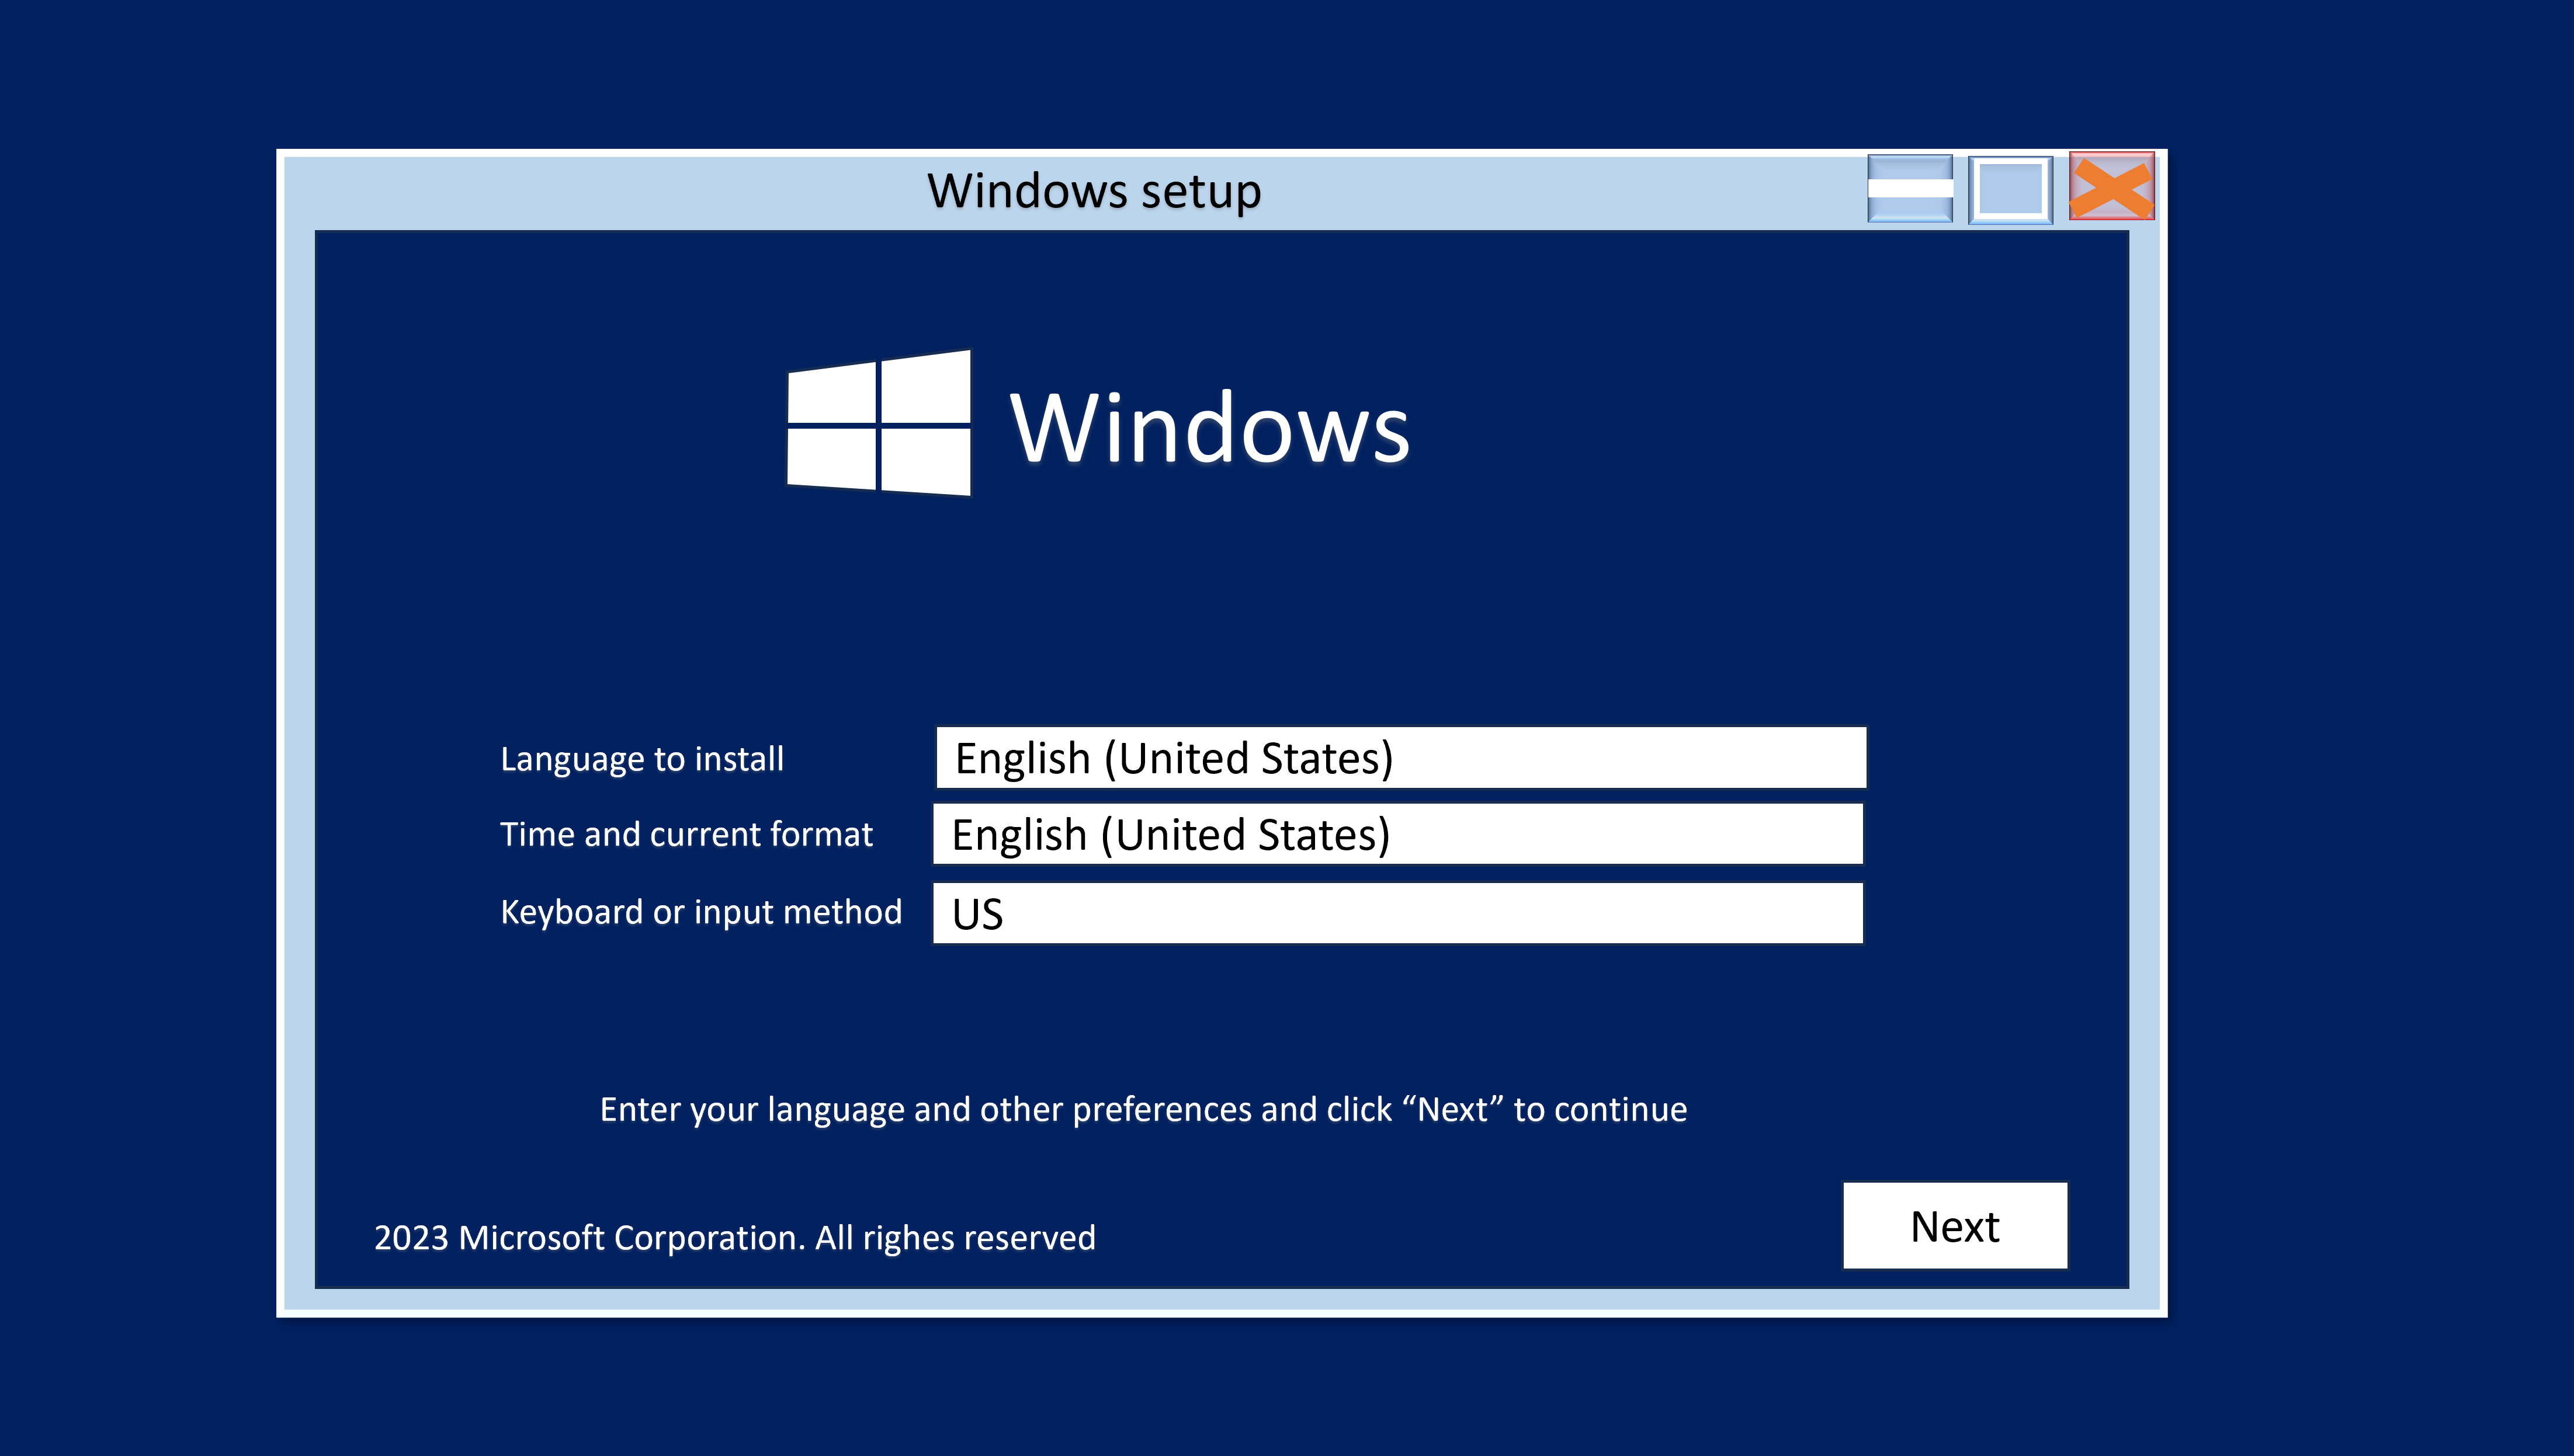 Windows setup
Windows
Language to install
English (United States)
Time and current format
English (United States)
Keyboard or input method
US
Enter your language and other preferences and click “Next” to continue
2023 Microsoft Corporation. All righes reserved
Next